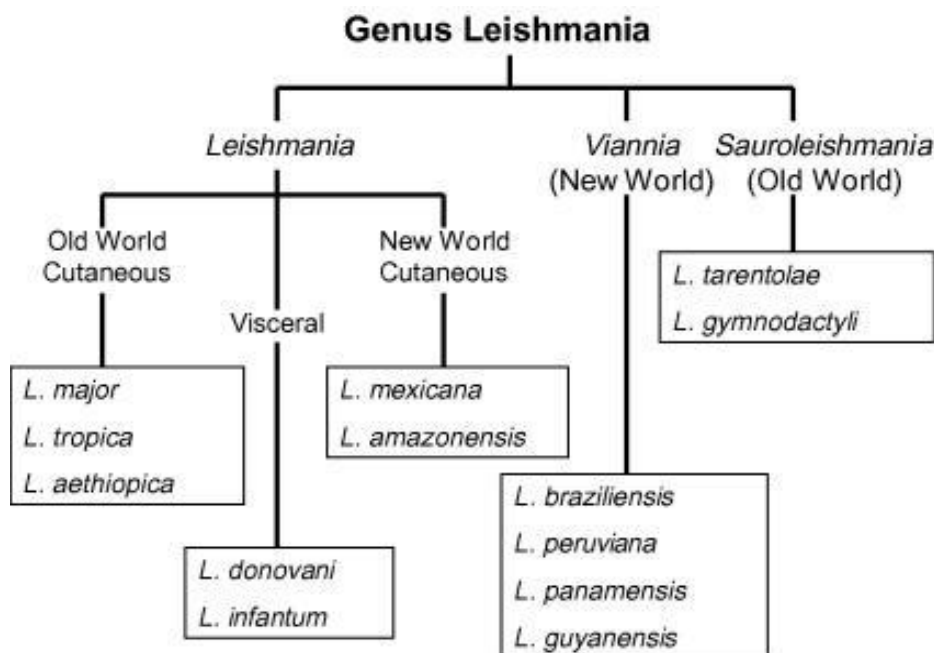 Genus Leishmania
Leishmania
Viannia
(New World)
Sauroleishmania
(Old World)
Old World
Cutaneous
Visceral
New World
Cutaneous
L. tarentolae
L. gymnodactyli
L. major
L. tropica
L. aethiopica
L. mexicana
L. amazonensis
L. donovani
L. infantum
L. braziliensis
L. peruviana
L. panamensis
L. guyanensis